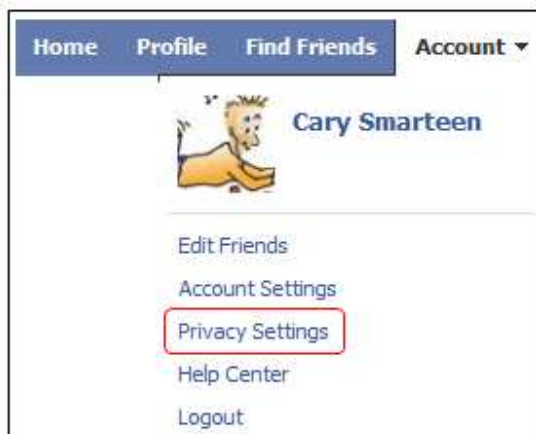 Home Profile Find Friends Account
Cary Smarteen
Edit Friends
Account Settings
Privacy Settings
Help Center
Logout